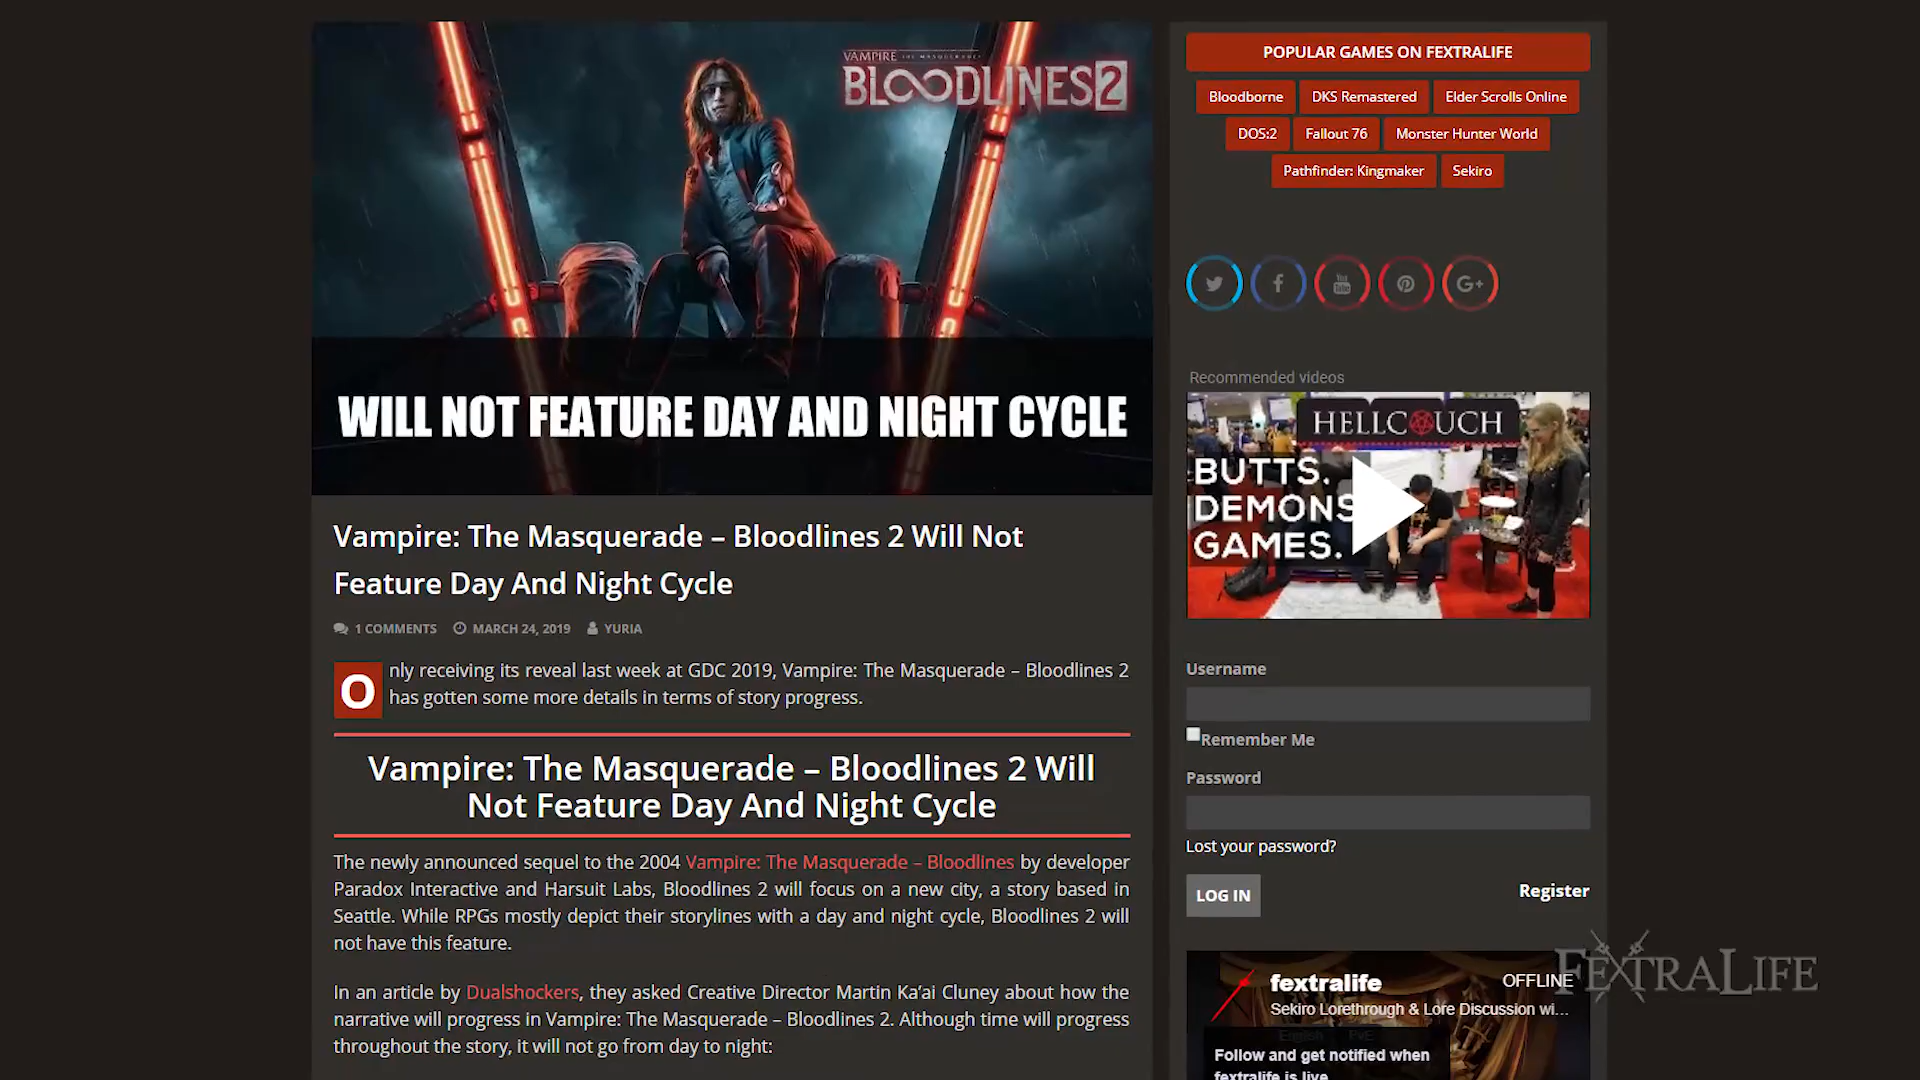 VAMPIRE THE MASQUERADE
BLOODLINES 2
WILL NOT FEATURE DAY AND NIGHT CYCLE
Vampire: The Masquerade – Bloodlines 2 Will Not
Feature Day And Night Cycle
1 COMMENTS MARCH 24, 2019 YURIA
Only receiving its reveal last week at GDC 2019, Vampire: The Masquerade – Bloodlines 2
has gotten some more details in terms of story progress.
Vampire: The Masquerade – Bloodlines 2 Will
Not Feature Day And Night Cycle
The newly announced sequel to the 2004 Vampire: The Masquerade – Bloodlines by developer
Paradox Interactive and Harsuit Labs, Bloodlines 2 will focus on a new city, a story based in
Seattle. While RPGs mostly depict their storylines with a day and night cycle, Bloodlines 2 will
not have this feature.
In an article by Dualshockers, they asked Creative Director Martin Ka’ai Cluney about how the
narrative will progress in Vampire: The Masquerade – Bloodlines 2. Although time will progress
throughout the story, it will not go from day to night:
POPULAR GAMES ON FEXTRALIFE
Bloodborne DKS Remastered Elder Scrolls Online
DOS:2 Fallout 76 Monster Hunter World
Pathfinder: Kingmaker Sekiro
You Tube G+
Recommended videos
HELLCOUCH
BUTTS.
DEMONS
GAMES.
Username
Remember Me
Password
Lost your password?
LOG IN Register
fextralife OFFLINE
Sekiro Lorethrough & Lore Discussion wi...
English PvE
Follow and get notified when
fextralife is live
FEXTRALIFE